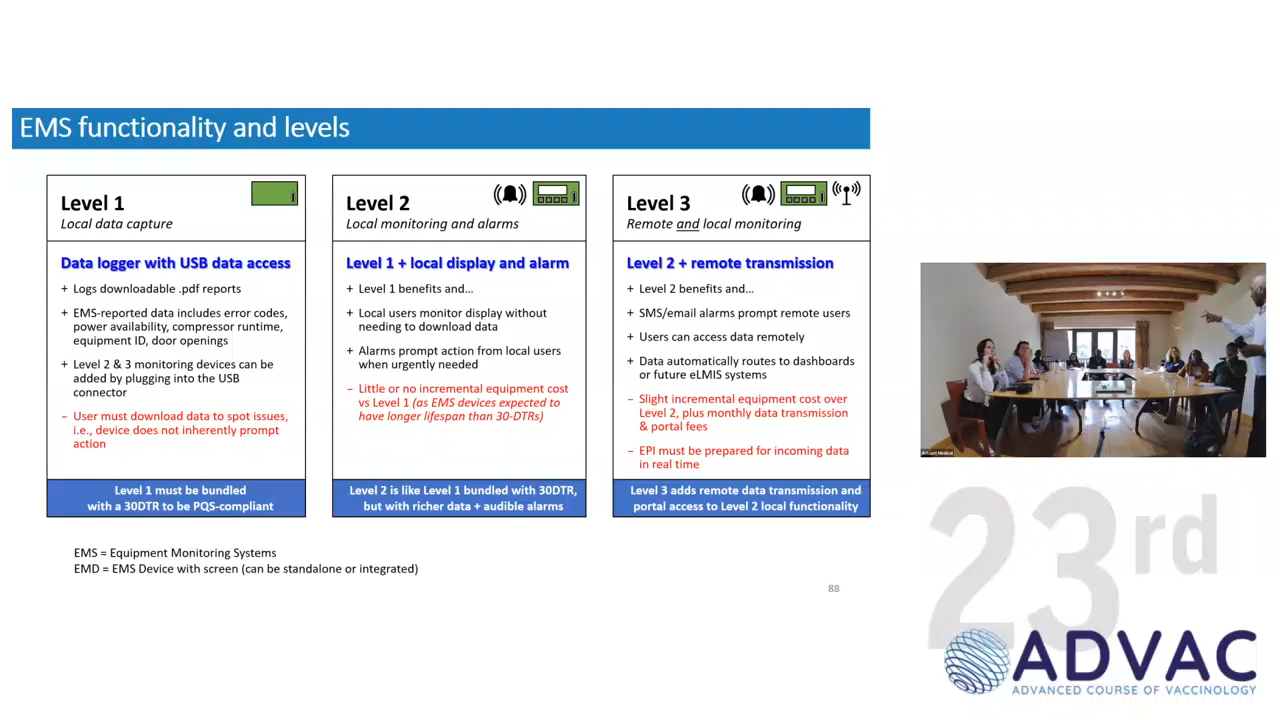 EMS functionality and levels
Level 1
Local data capture
Data logger with USB data access
+ Logs downloadable .pdf reports
+ EMS-reported data includes error codes,
power availability, compressor runtime,
equipment ID, door openings
+ Level 2 & 3 monitoring devices can be
added by plugging into the USB
connector
– User must download data to spot issues,
i.e., device does not inherently prompt
action
Level 1 must be bundled
with a 30DTR to be PQS-compliant
Level 2
Local monitoring and alarms
Level 1 + local display and alarm
+ Level 1 benefits and…
+ Local users monitor display without
needing to download data
+ Alarms prompt action from local users
when urgently needed
– Little or no incremental equipment cost
vs Level 1 (as EMS devices expected to
have longer lifespan than 30-DTRs)
Level 2 is like Level 1 bundled with 30DTR,
but with richer data + audible alarms
Level 3
Remote and local monitoring
Level 2 + remote transmission
+ Level 2 benefits and…
+ SMS/email alarms prompt remote users
+ Users can access data remotely
+ Data automatically routes to dashboards
or future eLMIS systems
– Slight incremental equipment cost over
Level 2, plus monthly data transmission
& portal fees
– EPI must be prepared for incoming data
in real time
Level 3 adds remote data transmission and
portal access to Level 2 local functionality
EMS = Equipment Monitoring Systems
EMD = EMS Device with screen (can be standalone or integrated)
88
23rd
ADVAC
ADVANCED COURSE OF VACCINOLOGY